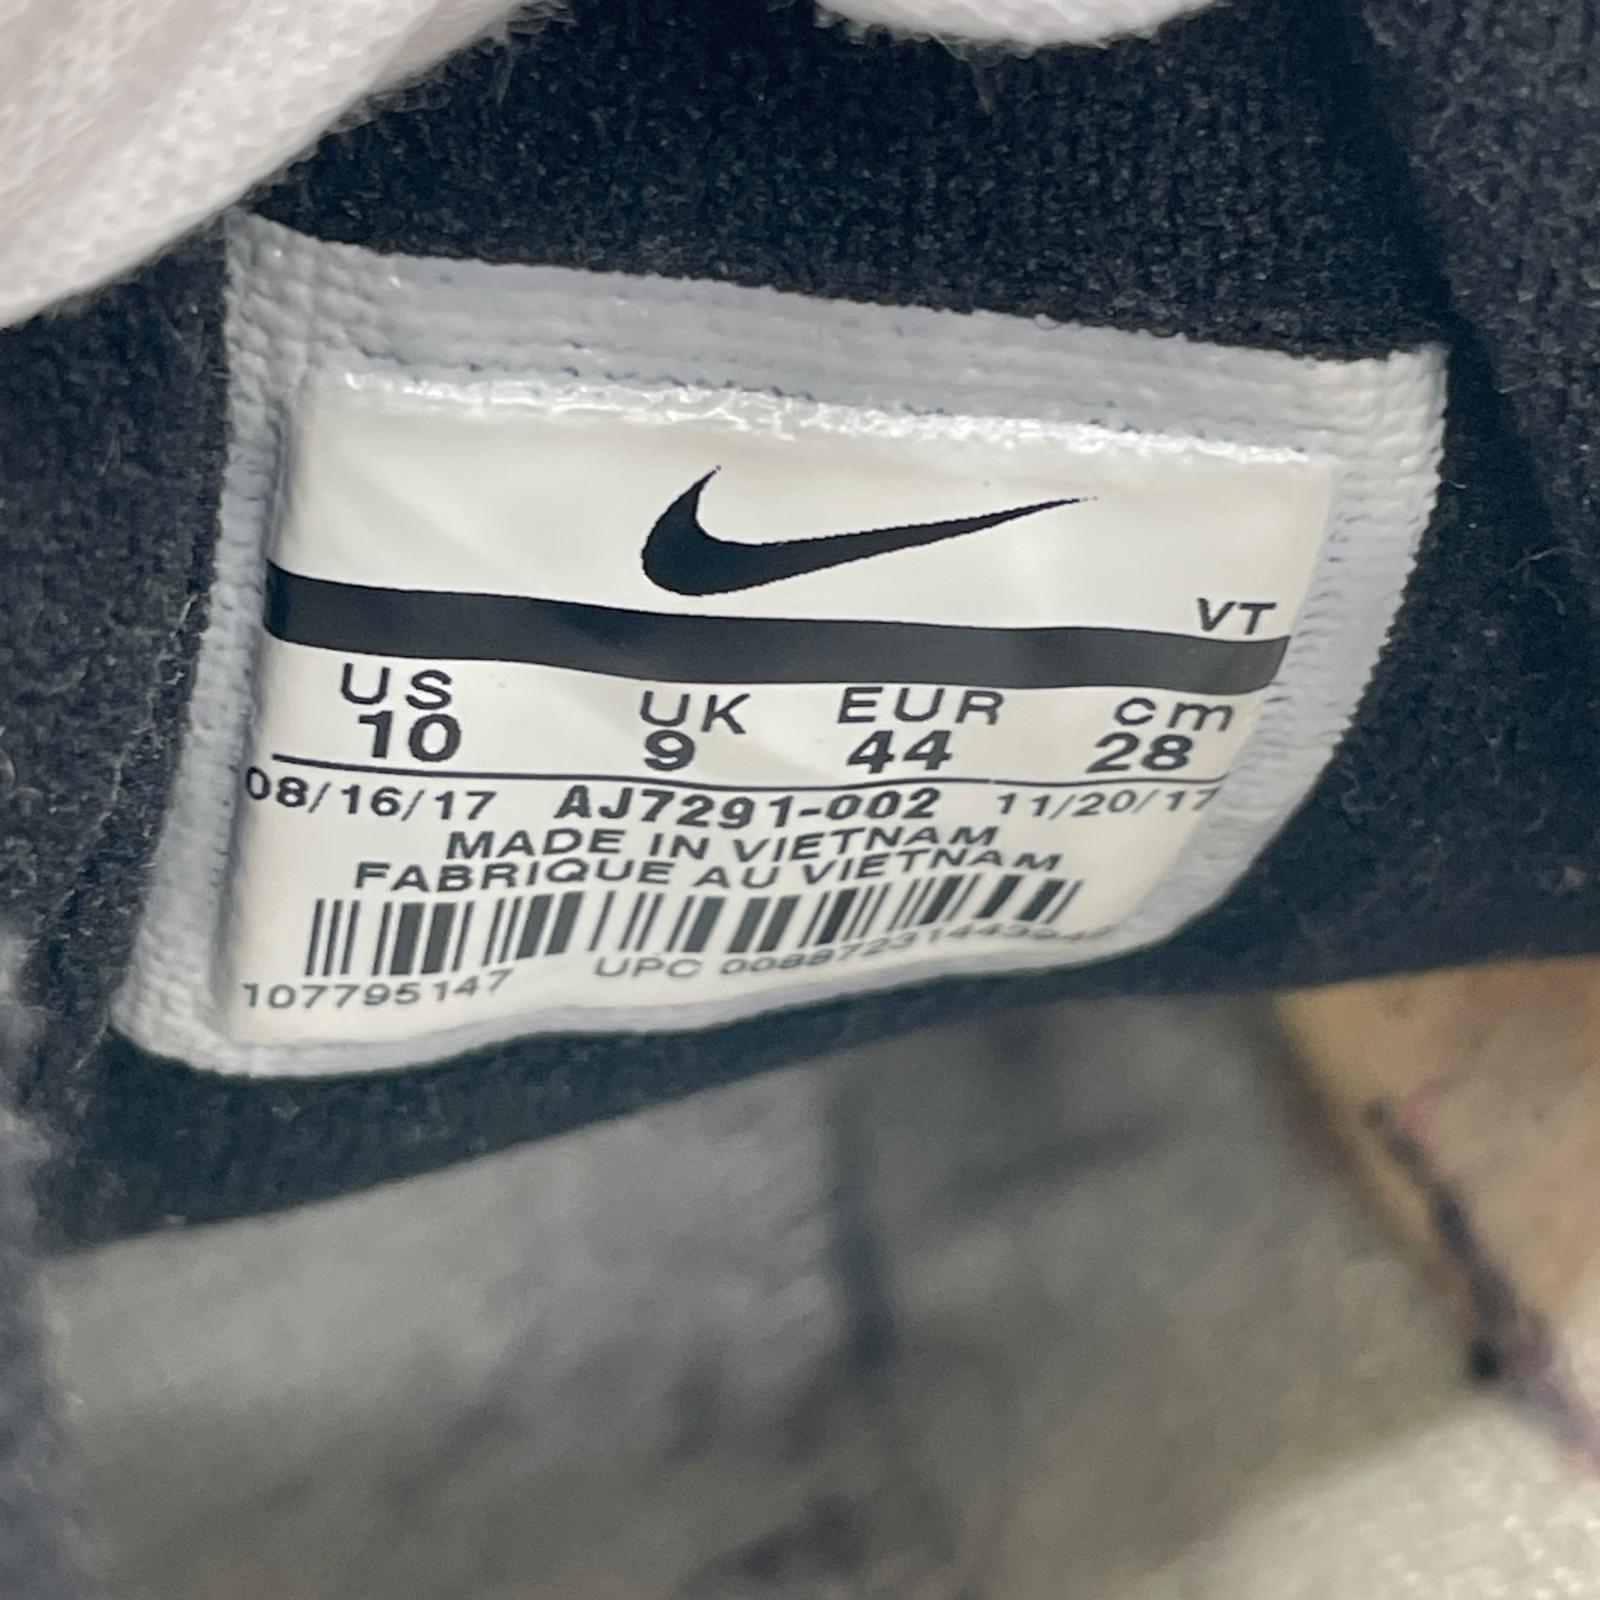 VT
US UK EUR cm
10 9 44 28
08/16/17 AJ7291-002 11/20/17
MADE IN VIETNAM
FABRIQUE AU VIETNAM
107795147 UPC